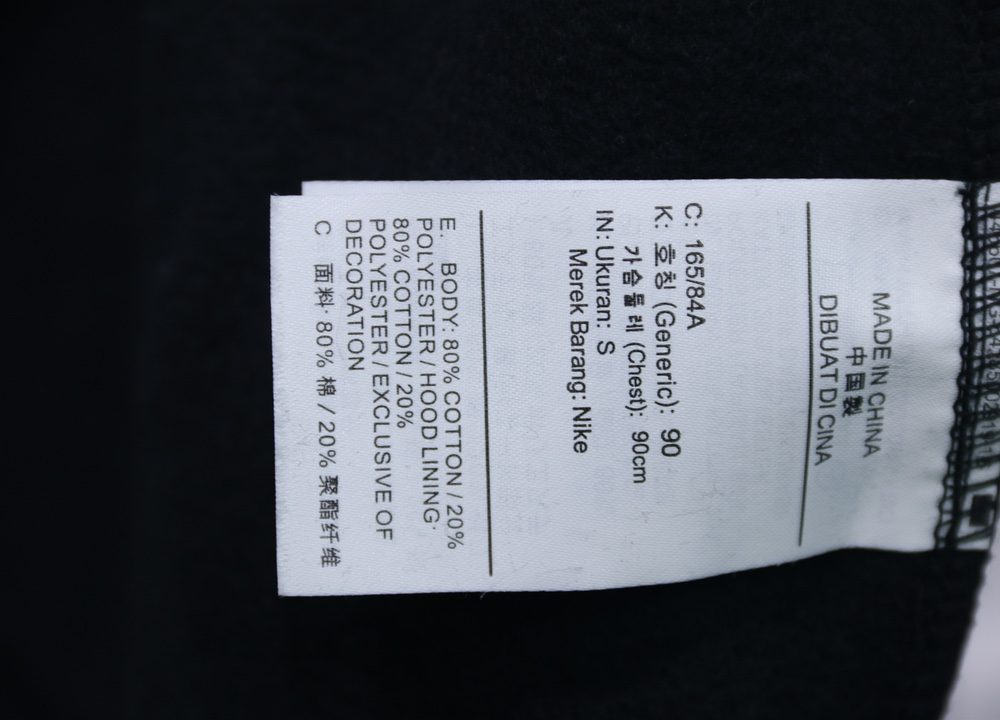 MADE IN CHINA
中国製
DIBUAT DI CINA
C: 165/84A
K: 호칭 (Generic): 90
가슴둘레 (Chest): 90cm
IN: Ukuran: S
Merek Barang: Nike
E. BODY: 80% COTTON / 20%
POLYESTER / HOOD LINING:
80% COTTON / 20%
POLYESTER / EXCLUSIVE OF
DECORATION
C 面料: 80% 棉 / 20% 聚酯纤维